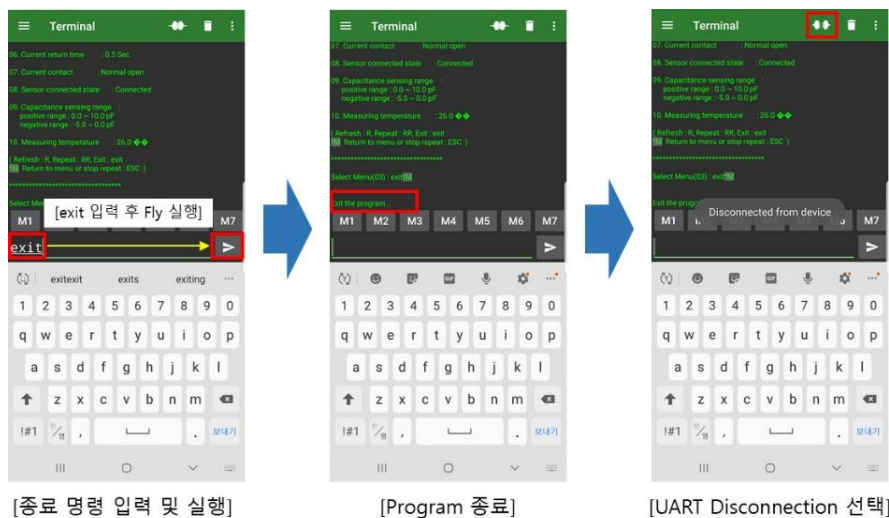 Terminal
06. Current return time : 0.5 Sec
07. Current contact : Normal open
08. Sensor connected state : Connected
09. Capacitance sensing range :
positive range : 0.0 ~ 10.0 pF
negative range : -5.0 ~ 0.0 pF
10. Measuring temperature : 26.0 ��
( Refresh : R, Repeat : RR, Exit : exit
Return to menu or stop repeat : ESC )
************************************
Select Me
[exit 입력 후 Fly 실행]
M1 M7
exit
exitexit exits exiting ...
1 2 3 4 5 6 7 8 9 0
q w e r t y u i o p
a s d f g h j k l
z x c v b n m
!#1 , . 보내기
[종료 명령 입력 및 실행]
Terminal
07. Current contact : Normal open
08. Sensor connected state : Connected
09. Capacitance sensing range :
positive range : 0.0 ~ 10.0 pF
negative range : -5.0 ~ 0.0 pF
10. Measuring temperature : 26.0 ��
( Refresh : R, Repeat : RR, Exit : exit
Return to menu or stop repeat : ESC )
************************************
Select Menu(03) : exit
Exit the program...
M1 M2 M3 M4 M5 M6 M7
GIF
1 2 3 4 5 6 7 8 9 0
q w e r t y u i o p
a s d f g h j k l
z x c v b n m
!#1 , . 보내기
[Program 종료]
Terminal
07. Current contact : Normal open
08. Sensor connected state : Connected
09. Capacitance sensing range :
positive range : 0.0 ~ 10.0 pF
negative range : -5.0 ~ 0.0 pF
10. Measuring temperature : 26.0 ��
( Refresh : R, Repeat : RR, Exit : exit
Return to menu or stop repeat : ESC )
************************************
Select Menu(03) : exit
Exit the progr
Disconnected from device
M1 M7
GIF
1 2 3 4 5 6 7 8 9 0
q w e r t y u i o p
a s d f g h j k l
z x c v b n m
!#1 , . 보내기
[UART Disconnection 선택]